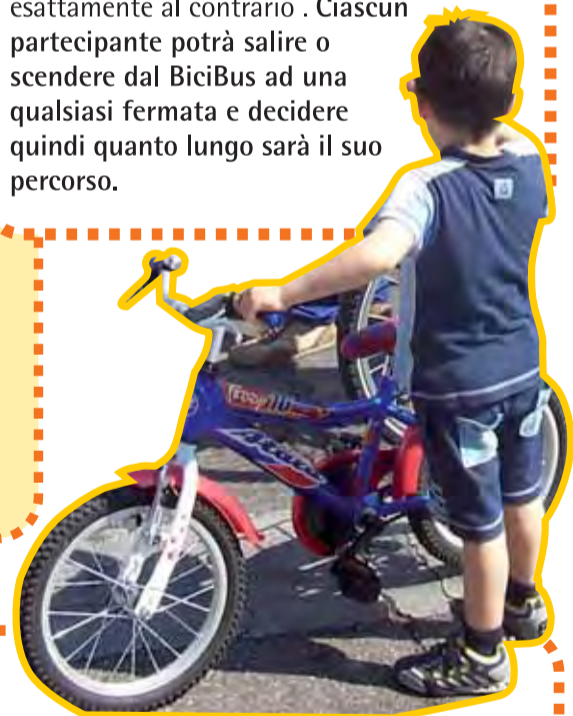 esattamente al contrario . Ciascun
partecipante potrà salire o
scendere dal BiciBus ad una
qualsiasi fermata e decidere
quindi quanto lungo sarà il suo
percorso.